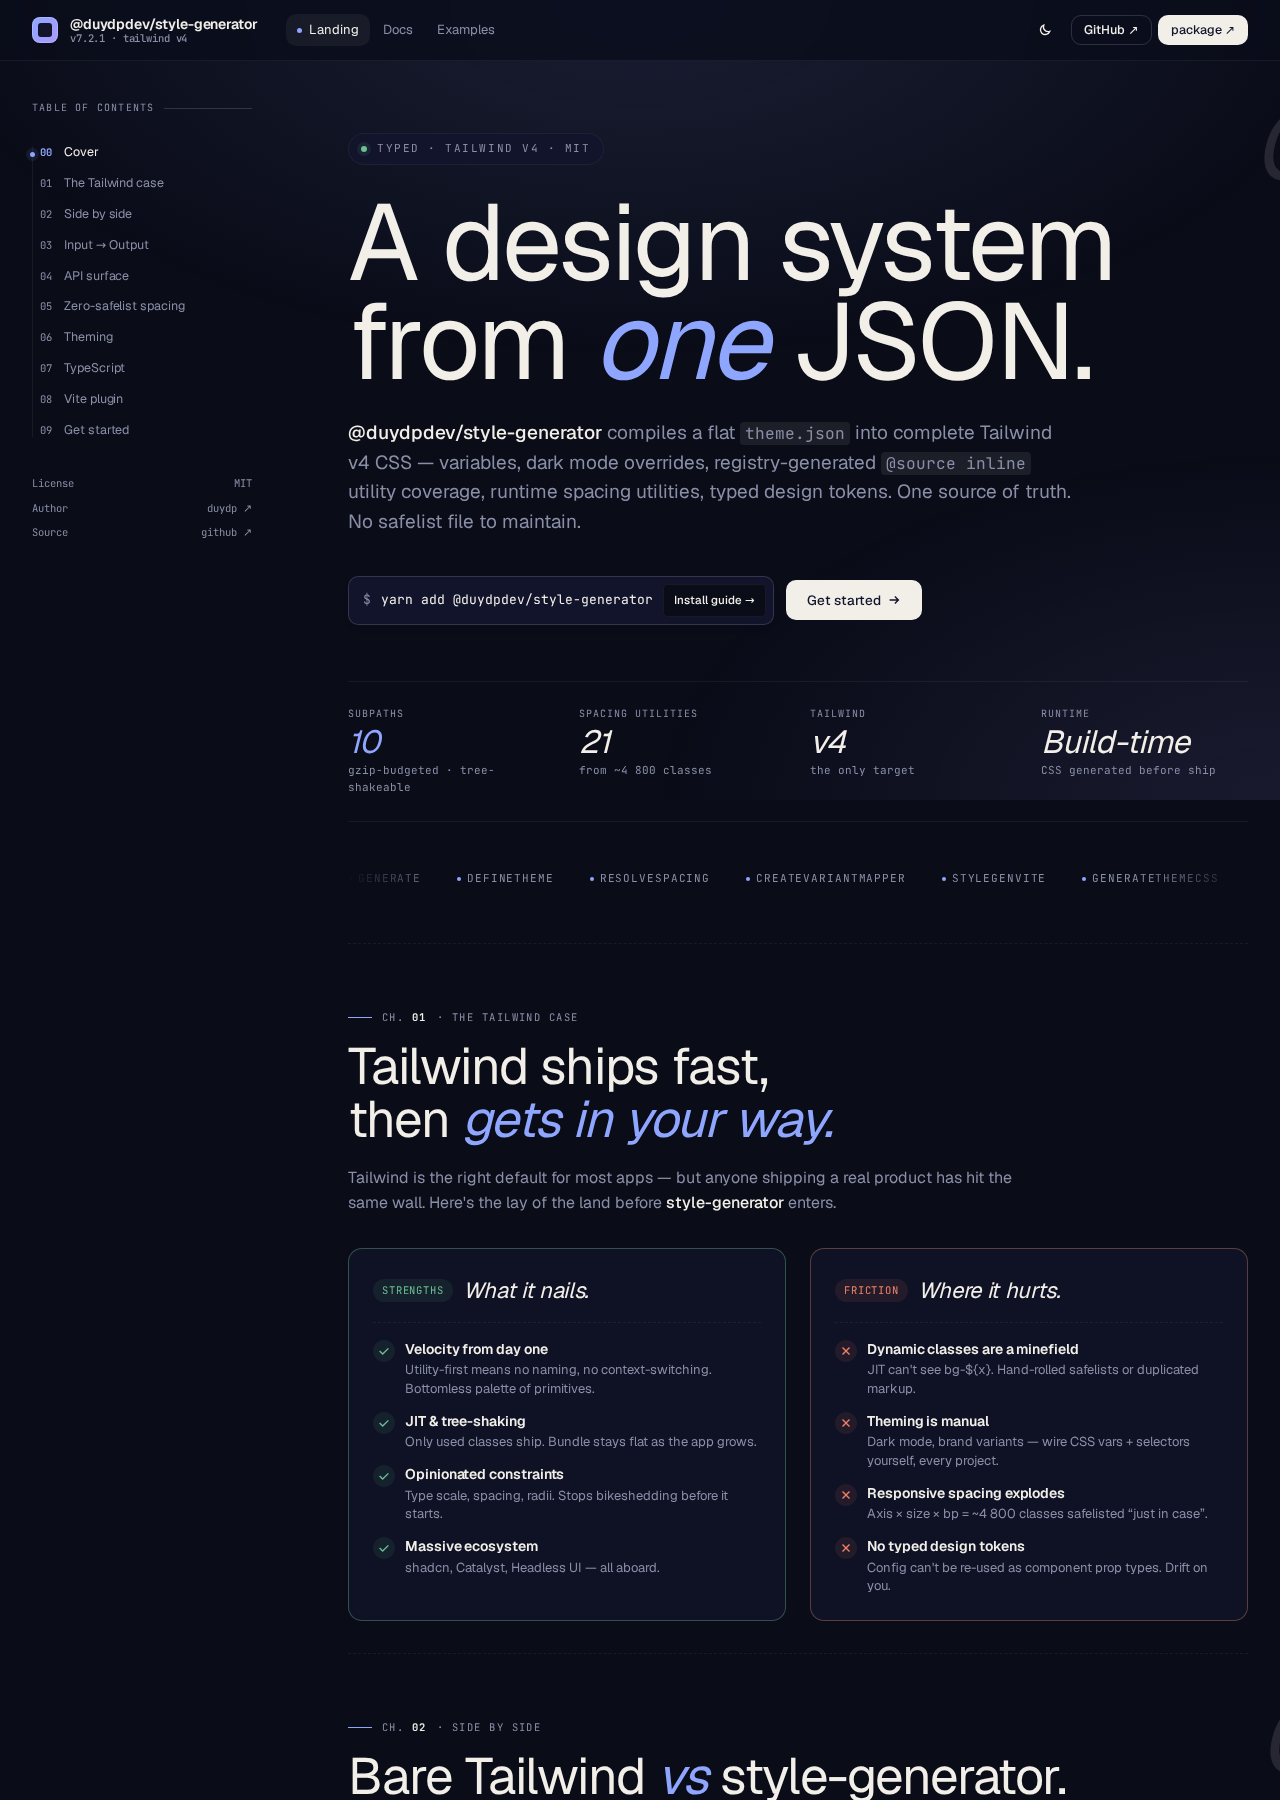 @duydpdev/style-generator
v7.2.1 · tailwind v4
Landing
Docs
Examples
GitHub ↗
package ↗
TABLE OF CONTENTS
00 Cover
01 The Tailwind case
02 Side by side
03 Input → Output
04 API surface
05 Zero-safelist spacing
06 Theming
07 TypeScript
08 Vite plugin
09 Get started
License MIT
Author duydp ↗
Source github ↗
TYPED · TAILWIND V4 · MIT
A design system
from one JSON.
@duydpdev/style-generator compiles a flat theme.json into complete Tailwind
v4 CSS — variables, dark mode overrides, registry-generated @source inline
utility coverage, runtime spacing utilities, typed design tokens. One source of truth.
No safelist file to maintain.
$ yarn add @duydpdev/style-generator
Install guide →
Get started →
SUBPATHS
10
gzip-budgeted · tree-
shakeable
SPACING UTILITIES
21
from ~4 800 classes
TAILWIND
v4
the only target
RUNTIME
Build-time
CSS generated before ship
GENERATE
DEFINETHEME
RESOLVESPACING
CREATEVARIANTMAPPER
STYLEGENVITE
GENERATETHEMECSS
CH. 01 · THE TAILWIND CASE
Tailwind ships fast,
then gets in your way.
Tailwind is the right default for most apps — but anyone shipping a real product has hit the
same wall. Here's the lay of the land before style-generator enters.
STRENGTHS What it nails.
Velocity from day one
Utility-first means no naming, no context-switching.
Bottomless palette of primitives.
JIT & tree-shaking
Only used classes ship. Bundle stays flat as the app grows.
Opinionated constraints
Type scale, spacing, radii. Stops bikeshedding before it
starts.
Massive ecosystem
shadcn, Catalyst, Headless UI — all aboard.
FRICTION Where it hurts.
Dynamic classes are a minefield
JIT can't see bg-${x}. Hand-rolled safelists or duplicated
markup.
Theming is manual
Dark mode, brand variants — wire CSS vars + selectors
yourself, every project.
Responsive spacing explodes
Axis × size × bp = ~4 800 classes safelisted “just in case”.
No typed design tokens
Config can't be re-used as component prop types. Drift on
you.
CH. 02 · SIDE BY SIDE
Bare Tailwind vs style-generator.